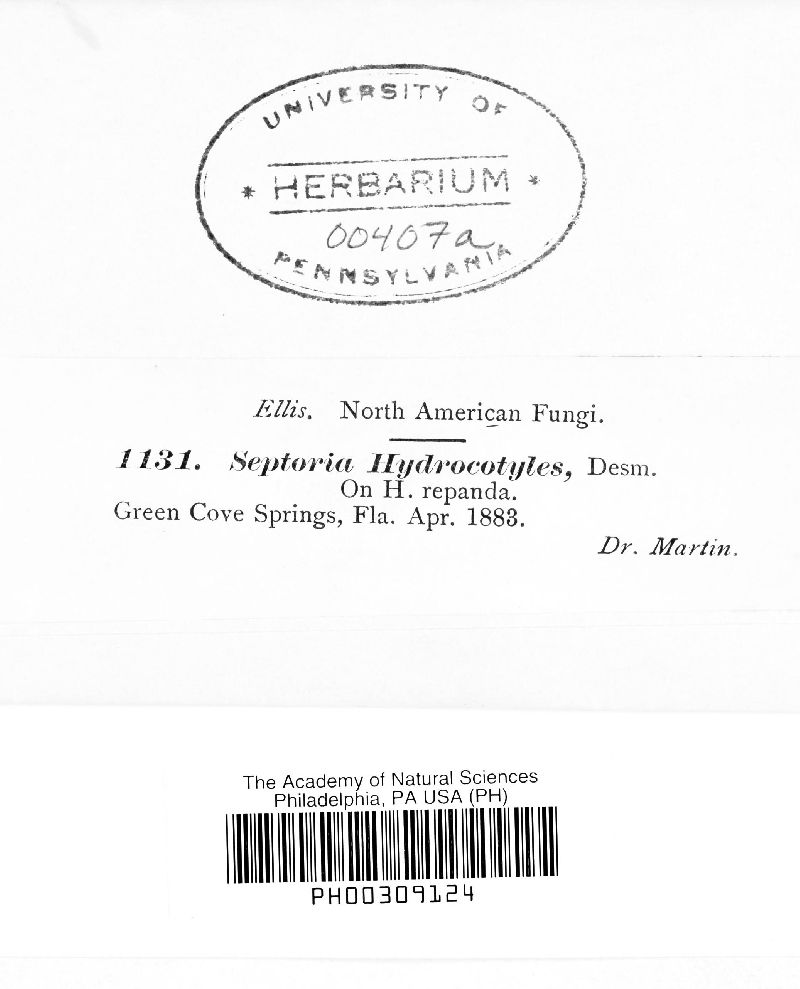 UNIVERSITY OF
* HERBARIUM *
00407a
PENNSYLVANIA
Ellis. North American Fungi.
1131. Septoria Hydrocotyles, Desm.
On H. repanda.
Green Cove Springs, Fla. Apr. 1883.
Dr. Martin.
The Academy of Natural Sciences
Philadelphia, PA USA (PH)
PH00309124